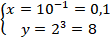 x = 10⁻¹ = 0,1
y = 2³ = 8